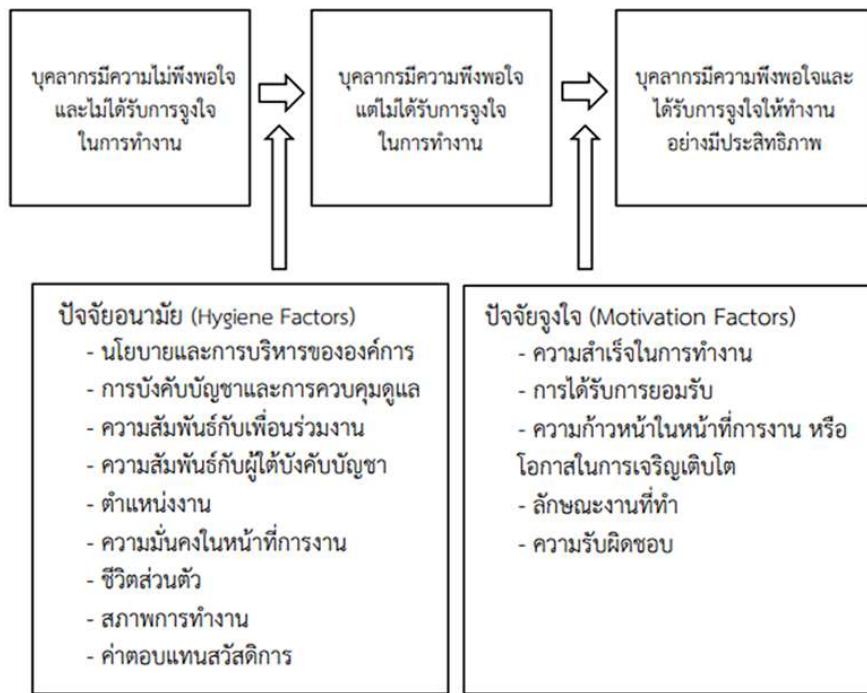 บุคลากรมีความไม่พึงพอใจ
และไม่ได้รับการจูงใจ
ในการทำงาน
บุคลากรมีความพึงพอใจ
แต่ไม่ได้รับการจูงใจ
ในการทำงาน
บุคลากรมีความพึงพอใจและ
ได้รับการจูงใจให้ทำงาน
อย่างมีประสิทธิภาพ
ปัจจัยอนามัย (Hygiene Factors)
- นโยบายและการบริหารขององค์การ
- การบังคับบัญชาและการควบคุมดูแล
- ความสัมพันธ์กับเพื่อนร่วมงาน
- ความสัมพันธ์กับผู้ใต้บังคับบัญชา
- ตำแหน่งงาน
- ความมั่นคงในหน้าที่การงาน
- ชีวิตส่วนตัว
- สภาพการทำงาน
- ค่าตอบแทนสวัสดิการ
ปัจจัยจูงใจ (Motivation Factors)
- ความสำเร็จในการทำงาน
- การได้รับการยอมรับ
- ความก้าวหน้าในหน้าที่การงาน หรือ
โอกาสในการเจริญเติบโต
- ลักษณะงานที่ทำ
- ความรับผิดชอบ